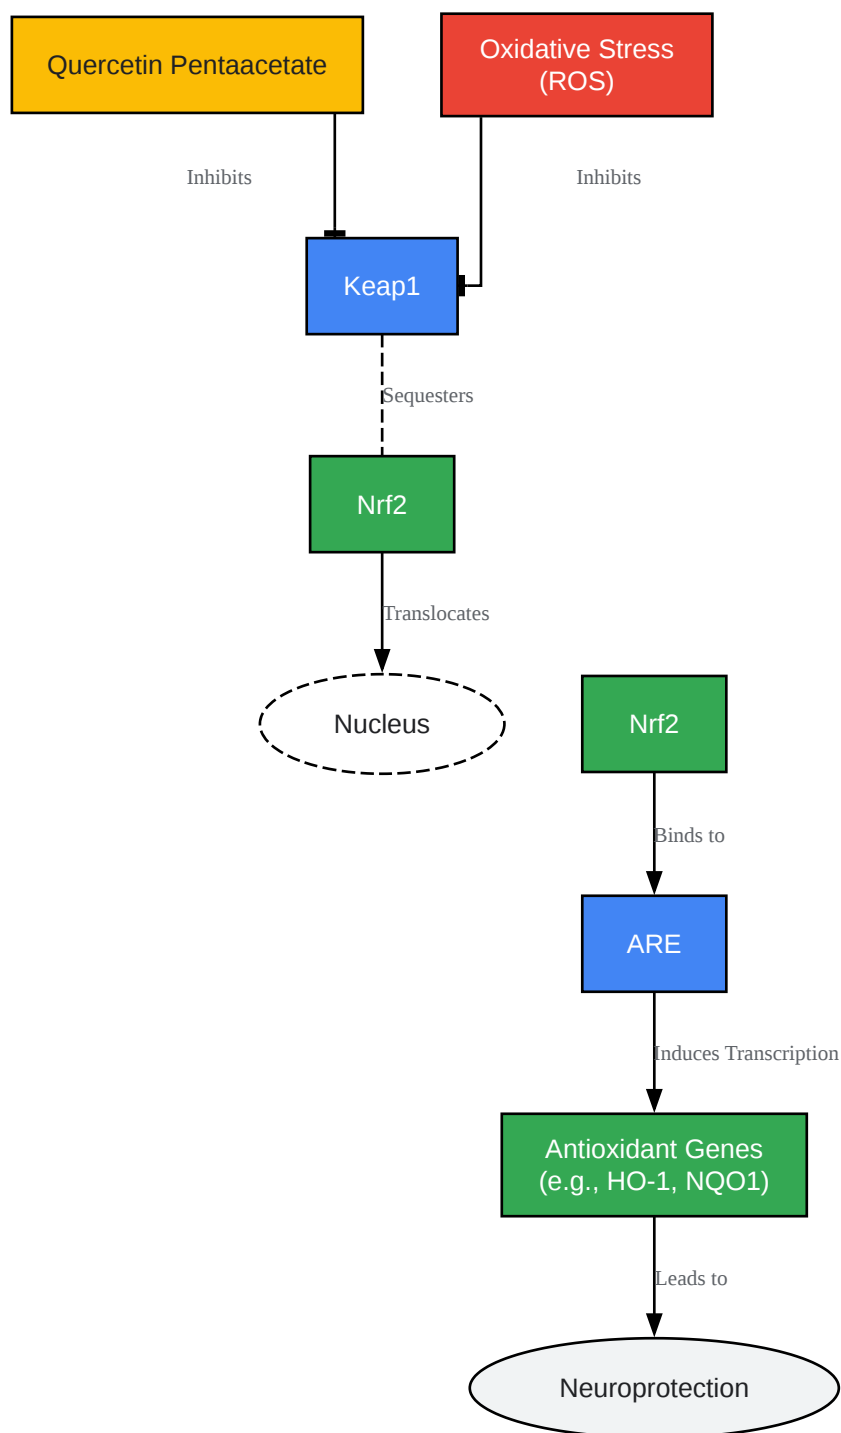 Quercetin Pentaacetate
Oxidative Stress
(ROS)
Inhibits
Inhibits
Keap1
Sequesters
Nrf2
Translocates
Nucleus
Nrf2
Binds to
ARE
Induces Transcription
Antioxidant Genes
(e.g., HO-1, NQO1)
Leads to
Neuroprotection